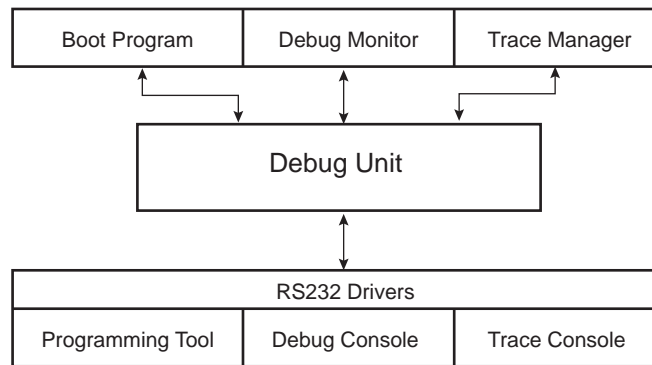 Boot Program
Debug Monitor
Trace Manager
Debug Unit
RS232 Drivers
Programming Tool
Debug Console
Trace Console